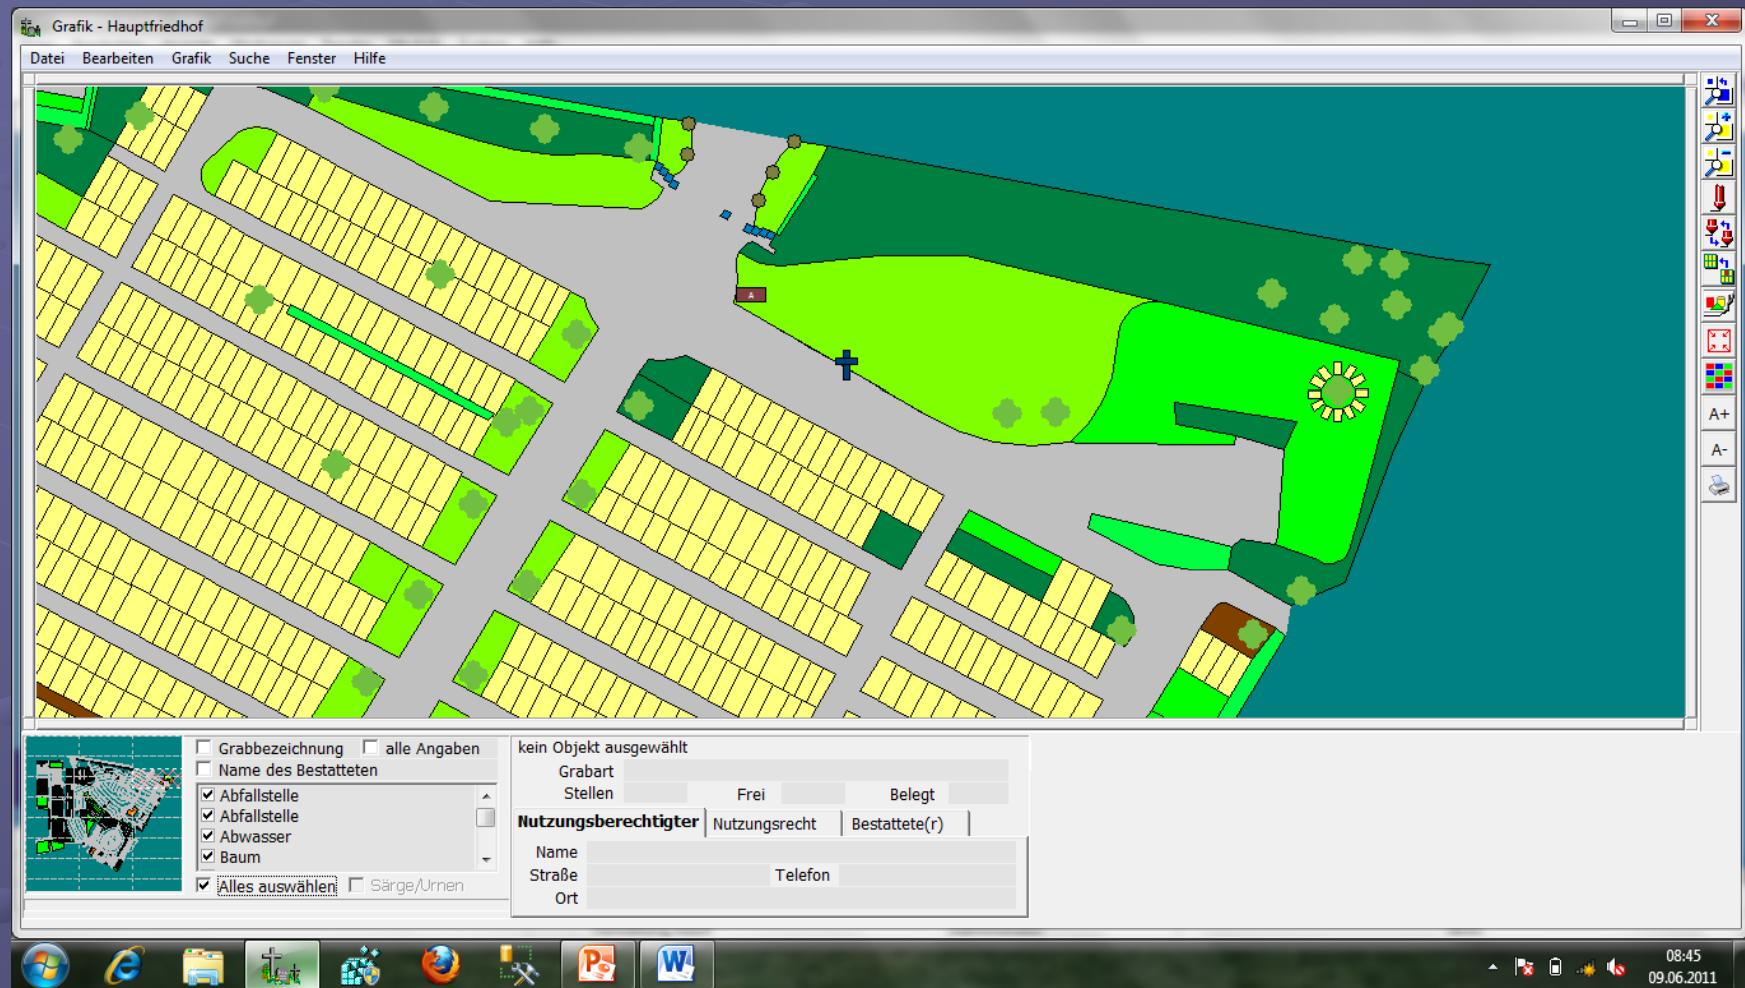 Grafik - Hauptfriedhof
Datei Bearbeiten Grafik Suche Fenster Hilfe
A
A+
A-
Grabbezeichnung alle Angaben
Name des Bestatteten
Abfallstelle
Abfallstelle
Abwasser
Baum
Alles auswählen Särge/Urnen
kein Objekt ausgewählt
Grabart
Stellen Frei Belegt
Nutzungsberechtigter Nutzungsrecht Bestattete(r)
Name
Straße Telefon
Ort
08:45
09.06.2011